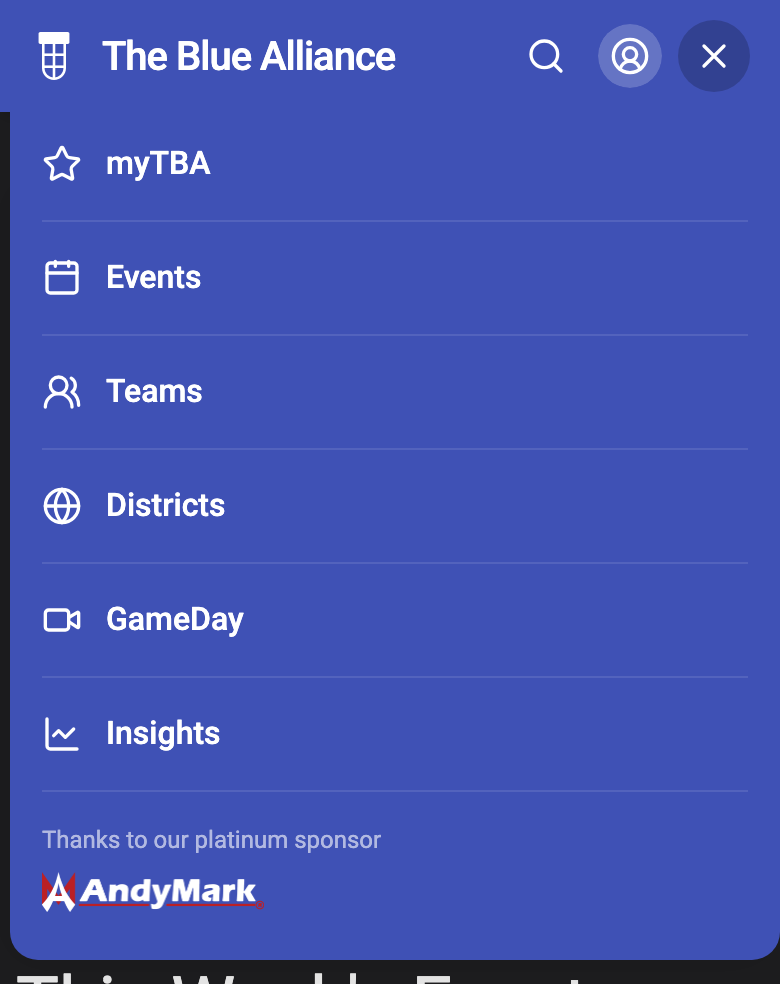 The Blue Alliance
myTBA
Events
Teams
Districts
GameDay
Insights
Thanks to our platinum sponsor
AndyMark